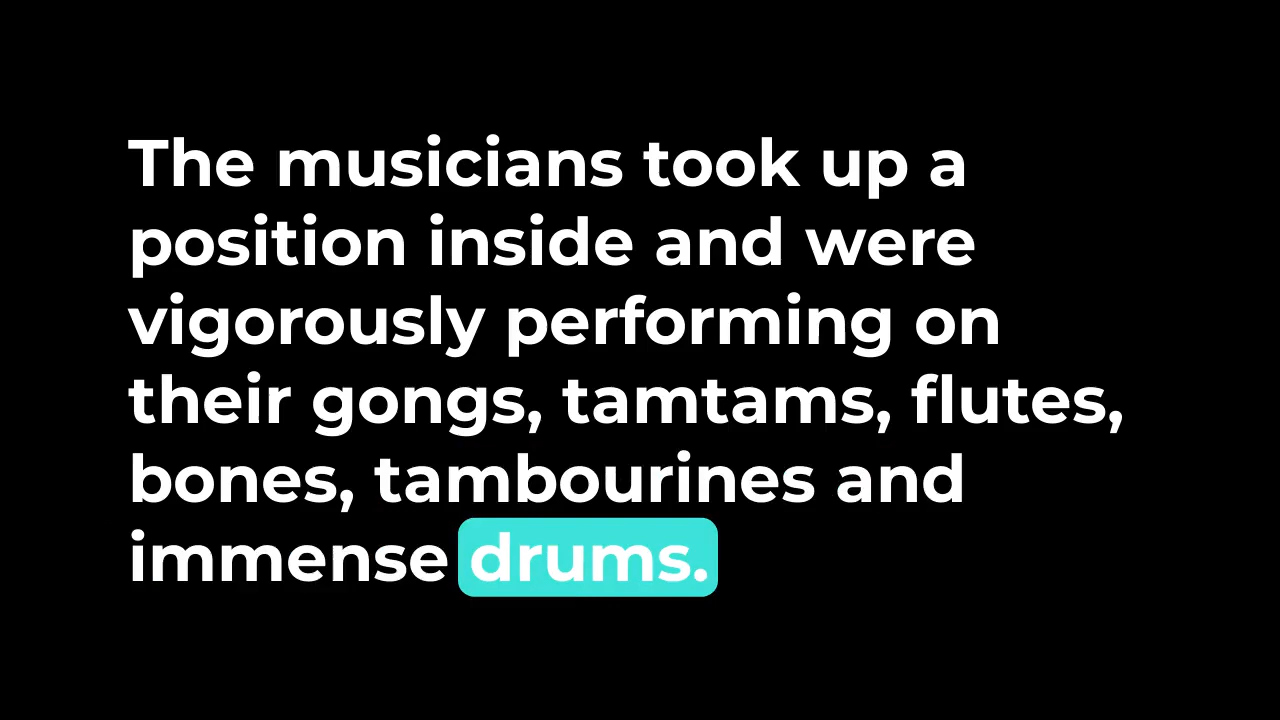 The musicians took up a
position inside and were
vigorously performing on
their gongs, tamtams, flutes,
bones, tambourines and
immense drums.